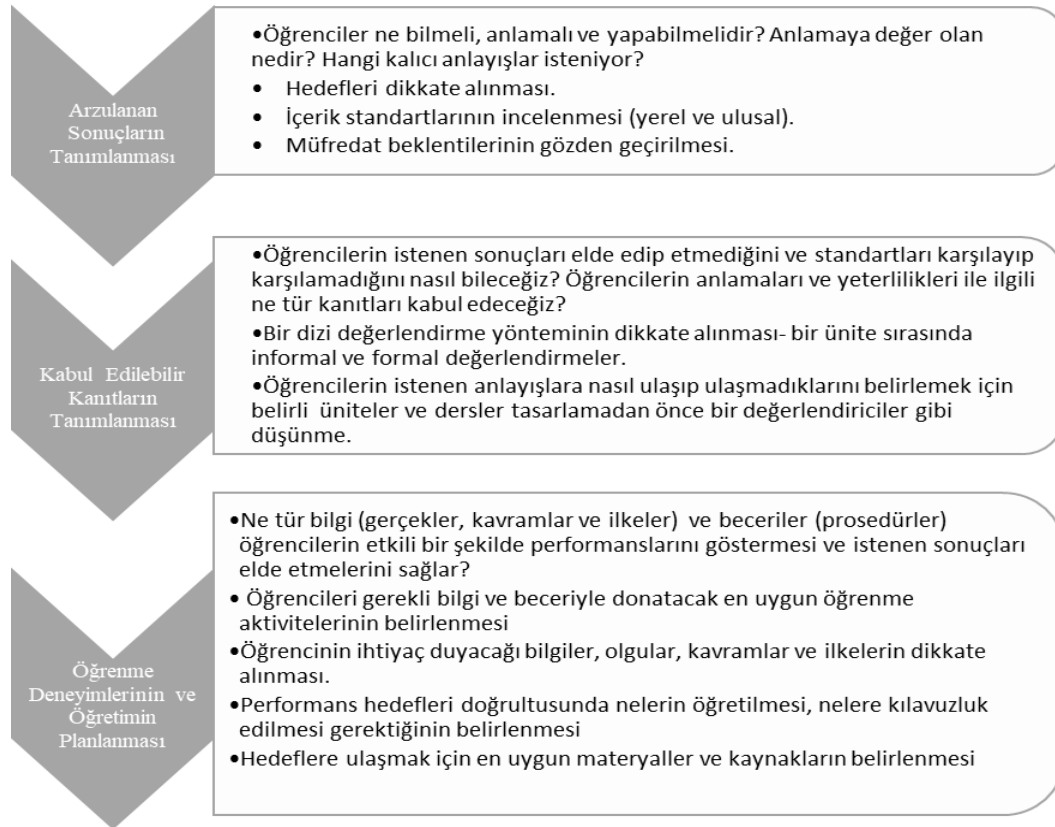 Arzulanan
Sonuçların
Tanımlanması
•Öğrenciler ne bilmeli, anlamalı ve yapabilmelidir? Anlamaya değer olan
nedir? Hangi kalıcı anlayışlar isteniyor?
• Hedefleri dikkate alınması.
• İçerik standartlarının incelenmesi (yerel ve ulusal).
• Müfredat beklentilerinin gözden geçirilmesi.
Kabul Edilebilir
Kanıtların
Tanımlanması
•Öğrencilerin istenen sonuçları elde edip etmediğini ve standartları karşılayıp
karşılamadığını nasıl bileceğiz? Öğrencilerin anlamaları ve yeterlilikleri ile ilgili
ne tür kanıtları kabul edeceğiz?
•Bir dizi değerlendirme yönteminin dikkate alınması- bir ünite sırasında
informal ve formal değerlendirmeler.
•Öğrencilerin istenen anlayışlara nasıl ulaşıp ulaşmadıklarını belirlemek için
belirli üniteler ve dersler tasarlamadan önce bir değerlendiriciler gibi
düşünme.
Öğrenme
Deneyimlerinin ve
Öğretimin
Planlanması
•Ne tür bilgi (gerçekler, kavramlar ve ilkeler) ve beceriler (prosedürler)
öğrencilerin etkili bir şekilde performanslarını göstermesi ve istenen sonuçları
elde etmelerini sağlar?
• Öğrencileri gerekli bilgi ve beceriyle donatacak en uygun öğrenme
aktivitelerinin belirlenmesi
•Öğrencinin ihtiyaç duyacağı bilgiler, olgular, kavramlar ve ilkelerin dikkate
alınması.
•Performans hedefleri doğrultusunda nelerin öğretilmesi, nelere kılavuzluk
edilmesi gerektiğinin belirlenmesi
•Hedeflere ulaşmak için en uygun materyaller ve kaynakların belirlenmesi